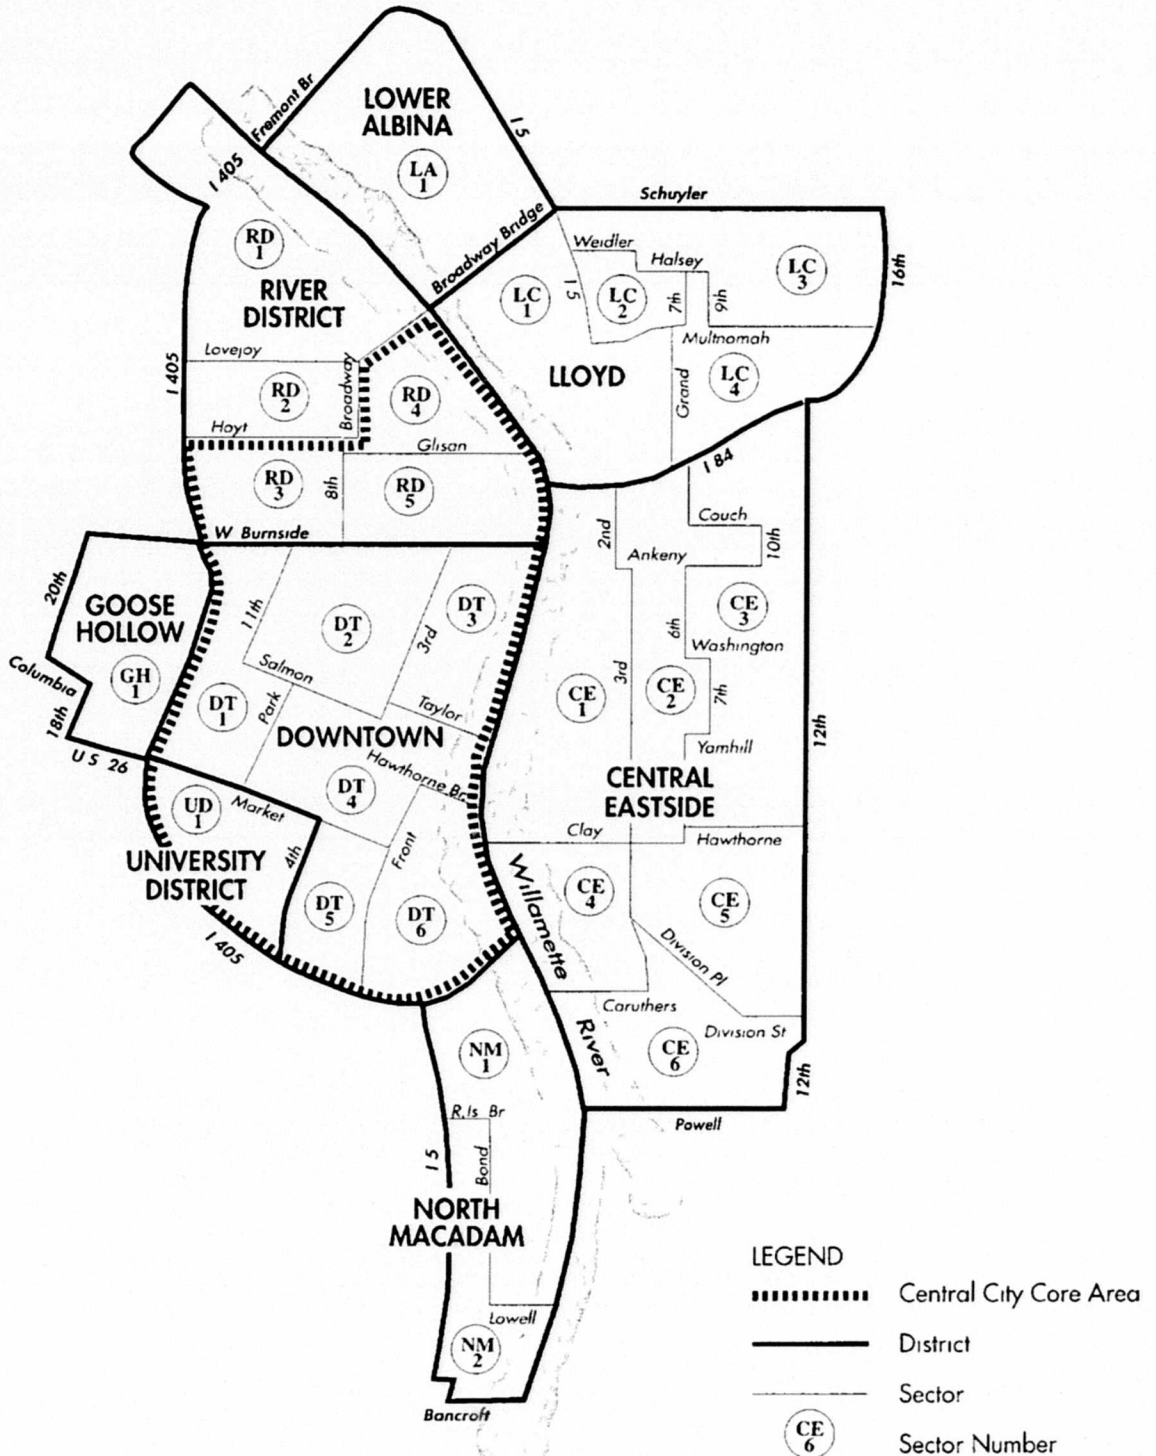 Fremont Br
LOWER
ALBINA
LA
1
I 5
I 405
Broadway Bridge
Schuyler
16th
RD
1
RIVER
DISTRICT
Weidler
Halsey
I 5
LC
1
LC
2
7th
9th
LC
3
Multnomah
LLOYD
Grand
LC
4
I 84
I 405
Lovejoy
Broadway
RD
2
RD
4
Hoyt
Glisan
RD
3
8th
RD
5
W Burnside
20th
GOOSE
HOLLOW
Columbia
GH
1
18th
U S 26
11th
DT
2
DT
3
3rd
Salmon
DT
1
Park
Taylor
DOWNTOWN
Hawthorne Br
DT
4
Market
UD
1
UNIVERSITY
DISTRICT
4th
Front
DT
5
DT
6
I 405
2nd
Couch
10th
Ankeny
CE
3
6th
Washington
3rd
CE
1
CE
2
7th
Yamhill
12th
CENTRAL
EASTSIDE
Clay
Hawthorne
Willamette
River
CE
4
CE
5
Division Pl
Caruthers
Division St
CE
6
12th
Powell
NM
1
R.Is Br
I 5
Bond
NORTH
MACADAM
Lowell
NM
2
Bancroft
LEGEND
Central City Core Area
District
Sector
CE
6
Sector Number